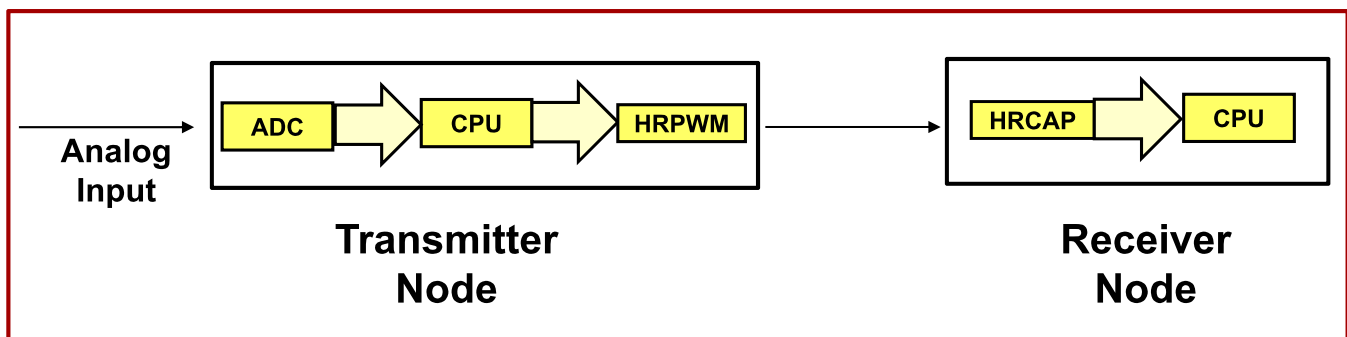 ADC
CPU
HRPWM
HRCAP
CPU
Analog
Input
Transmitter
Node
Receiver
Node